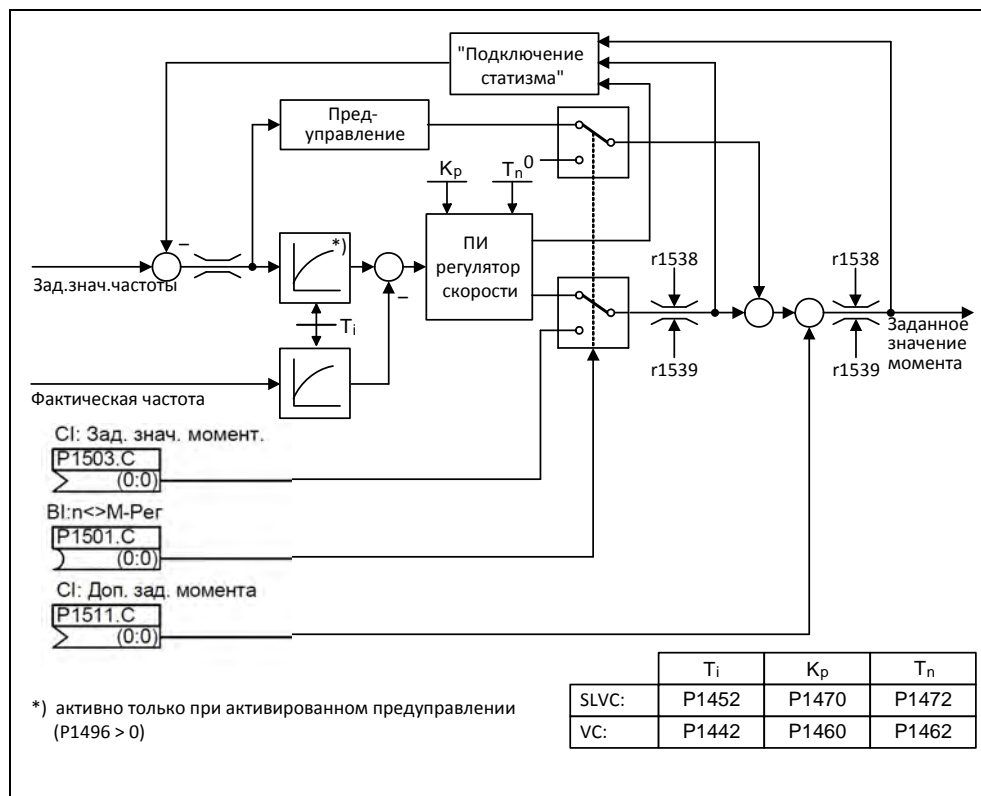 "Подключение
статизма"
Пред-
управление
Kp
Tn
0
*)
ПИ
регулятор
скорости
–
Зад.знач.частоты
–
r1538
r1538
Ti
r1539
r1539
Заданное
значение
момента
Фактическая частота
CI: Зад. знач. момент.
P1503.C
(0:0)
BI:n<>M-Рег
P1501.C
(0:0)
CI: Доп. зад. момента
P1511.C
(0:0)
Ti Kp Tn
SLVC: P1452 P1470 P1472
VC: P1442 P1460 P1462
*) активно только при активированном предуправлении
(P1496 > 0)